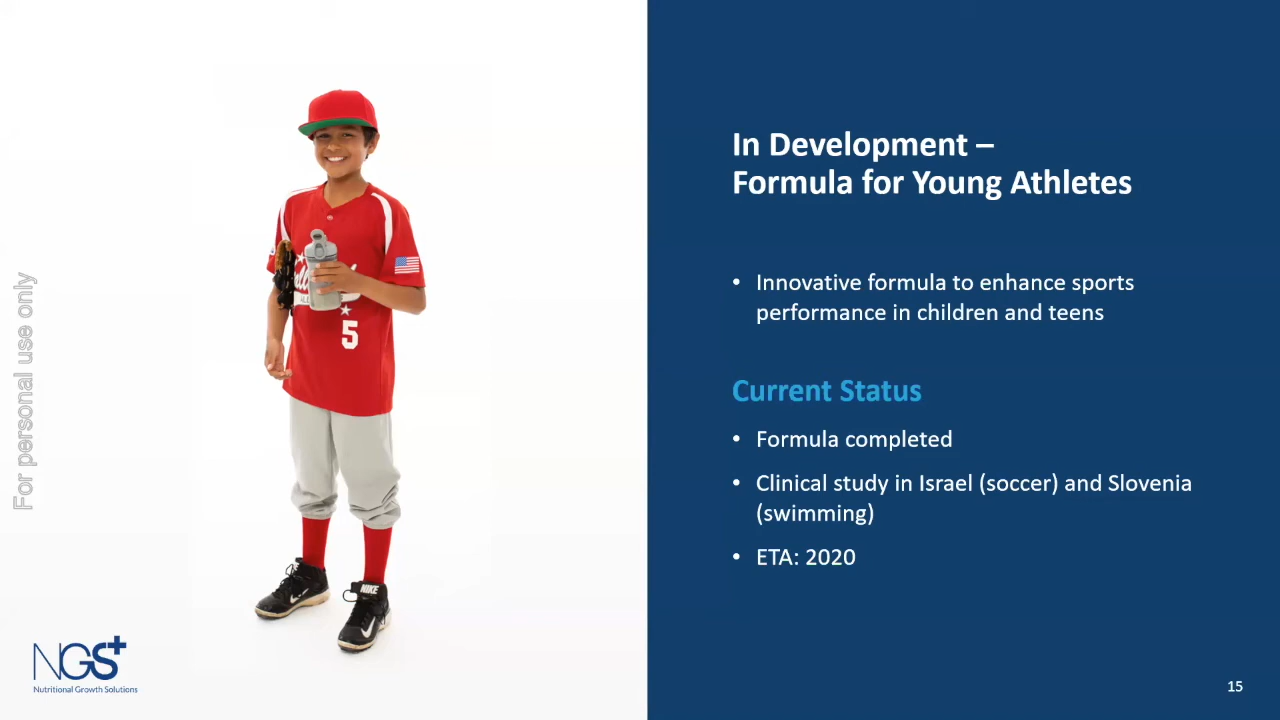 In Development –
Formula for Young Athletes
• Innovative formula to enhance sports
performance in children and teens
Current Status
• Formula completed
• Clinical study in Israel (soccer) and Slovenia
(swimming)
• ETA: 2020
15
For personal use only
5
NIKE
NGS+
Nutritional Growth Solutions